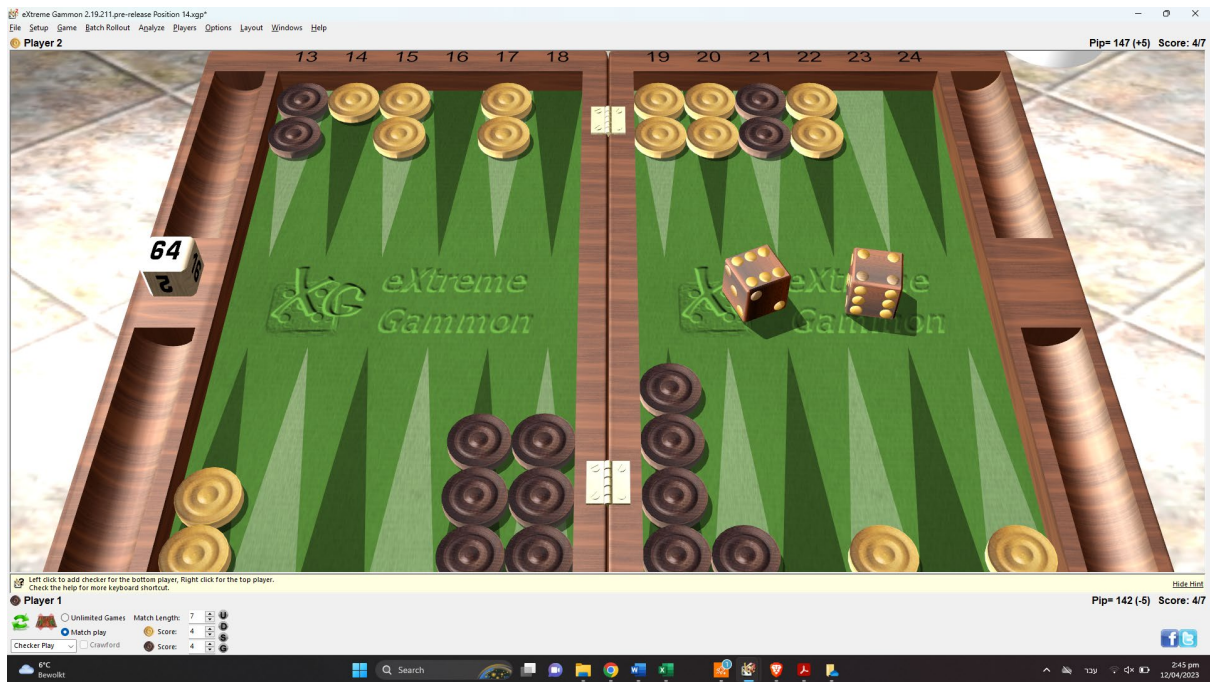 eXtreme Gammon 2.19.211.pre-release Position 14.xgp*
File Setup Game Batch Rollout Analyze Players Options Layout Windows Help
Player 2 Pip= 147 (+5) Score: 4/7
13 14 15 16 17 18 19 20 21 22 23 24
64
16
2
XG eXtreme Gammon
XG eXtreme Gammon
Left click to add checker for the bottom player, Right click for the top player.
Check the help for more keyboard shortcut.
Hide Hint
Player 1 Pip= 142 (-5) Score: 4/7
Unlimited Games Match Length: 7 U
Match play Score: 4 D
S
Checker Play Crawford Score: 4 G
6°C
Bewolkt
Search
עבר
2:45 pm
12/04/2023